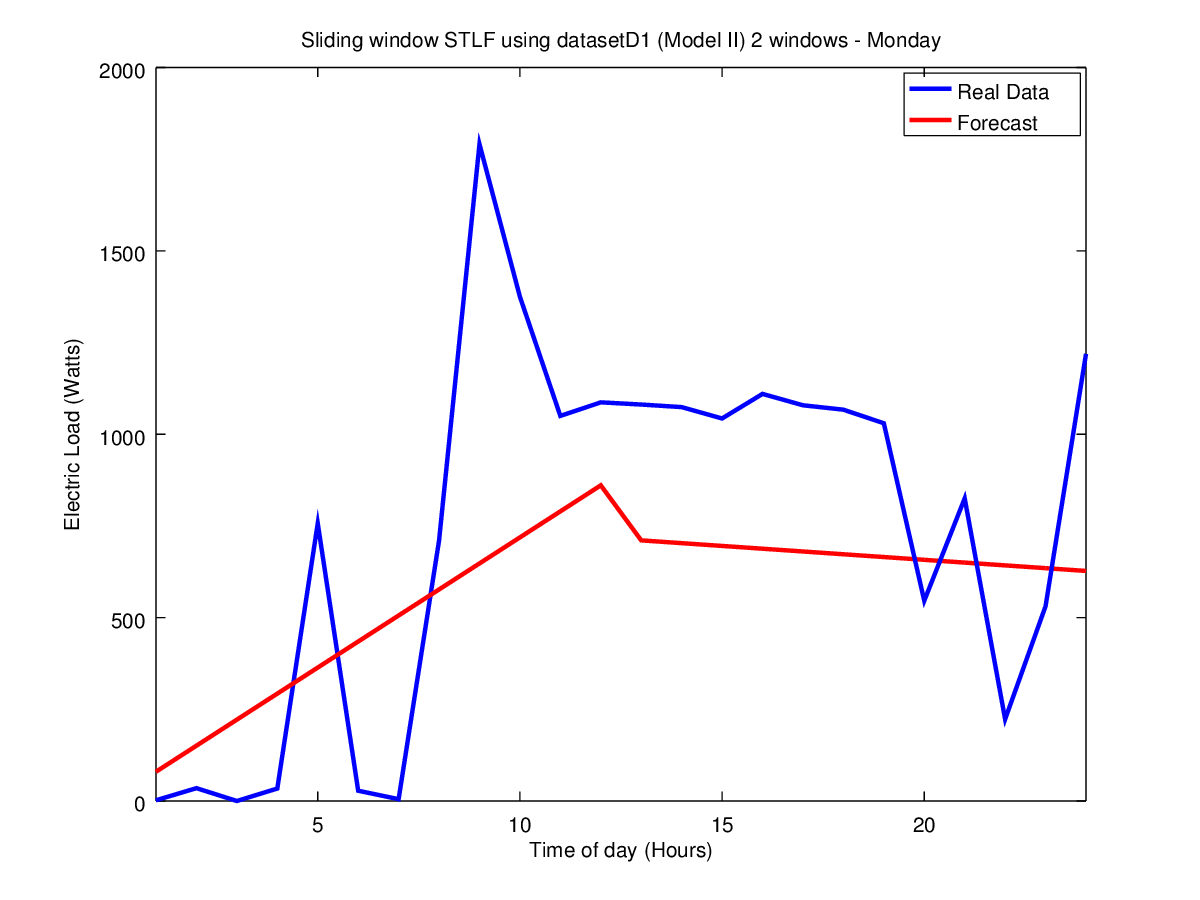 Sliding window STLF using datasetD1 (Model II) 2 windows - Monday
Real Data
Forecast
2000
1500
1000
500
0
Electric Load (Watts)
5 10 15 20
Time of day (Hours)